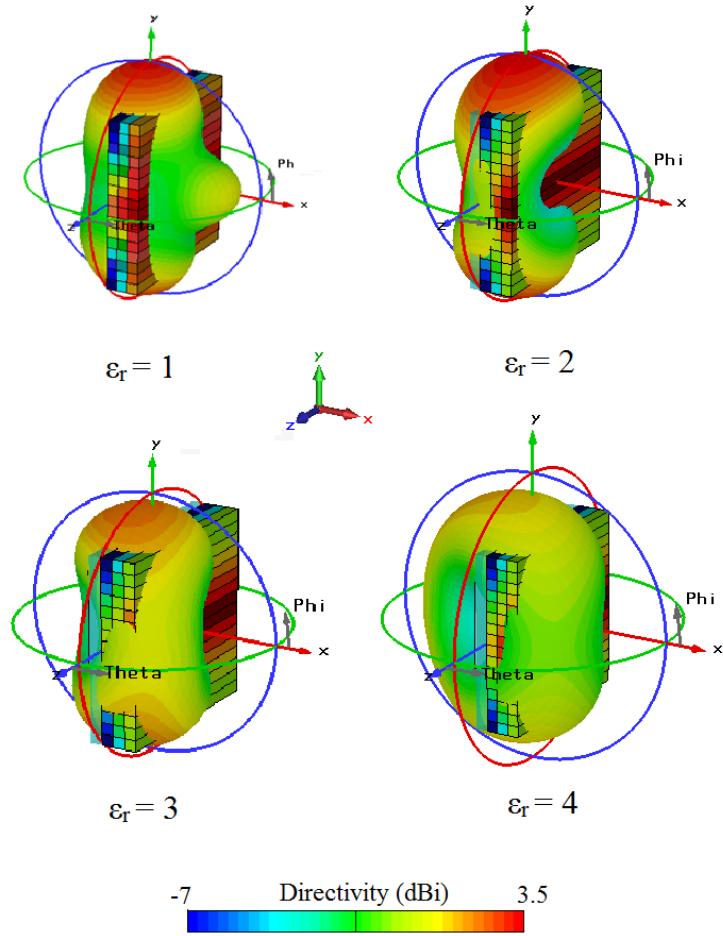 y
y
Ph
x
z
Theta
Phi
x
z
Theta
εr = 1
εr = 2
y
z
x
y
y
Phi
x
z
Theta
Phi
x
z
Theta
εr = 3
εr = 4
-7 Directivity (dBi) 3.5